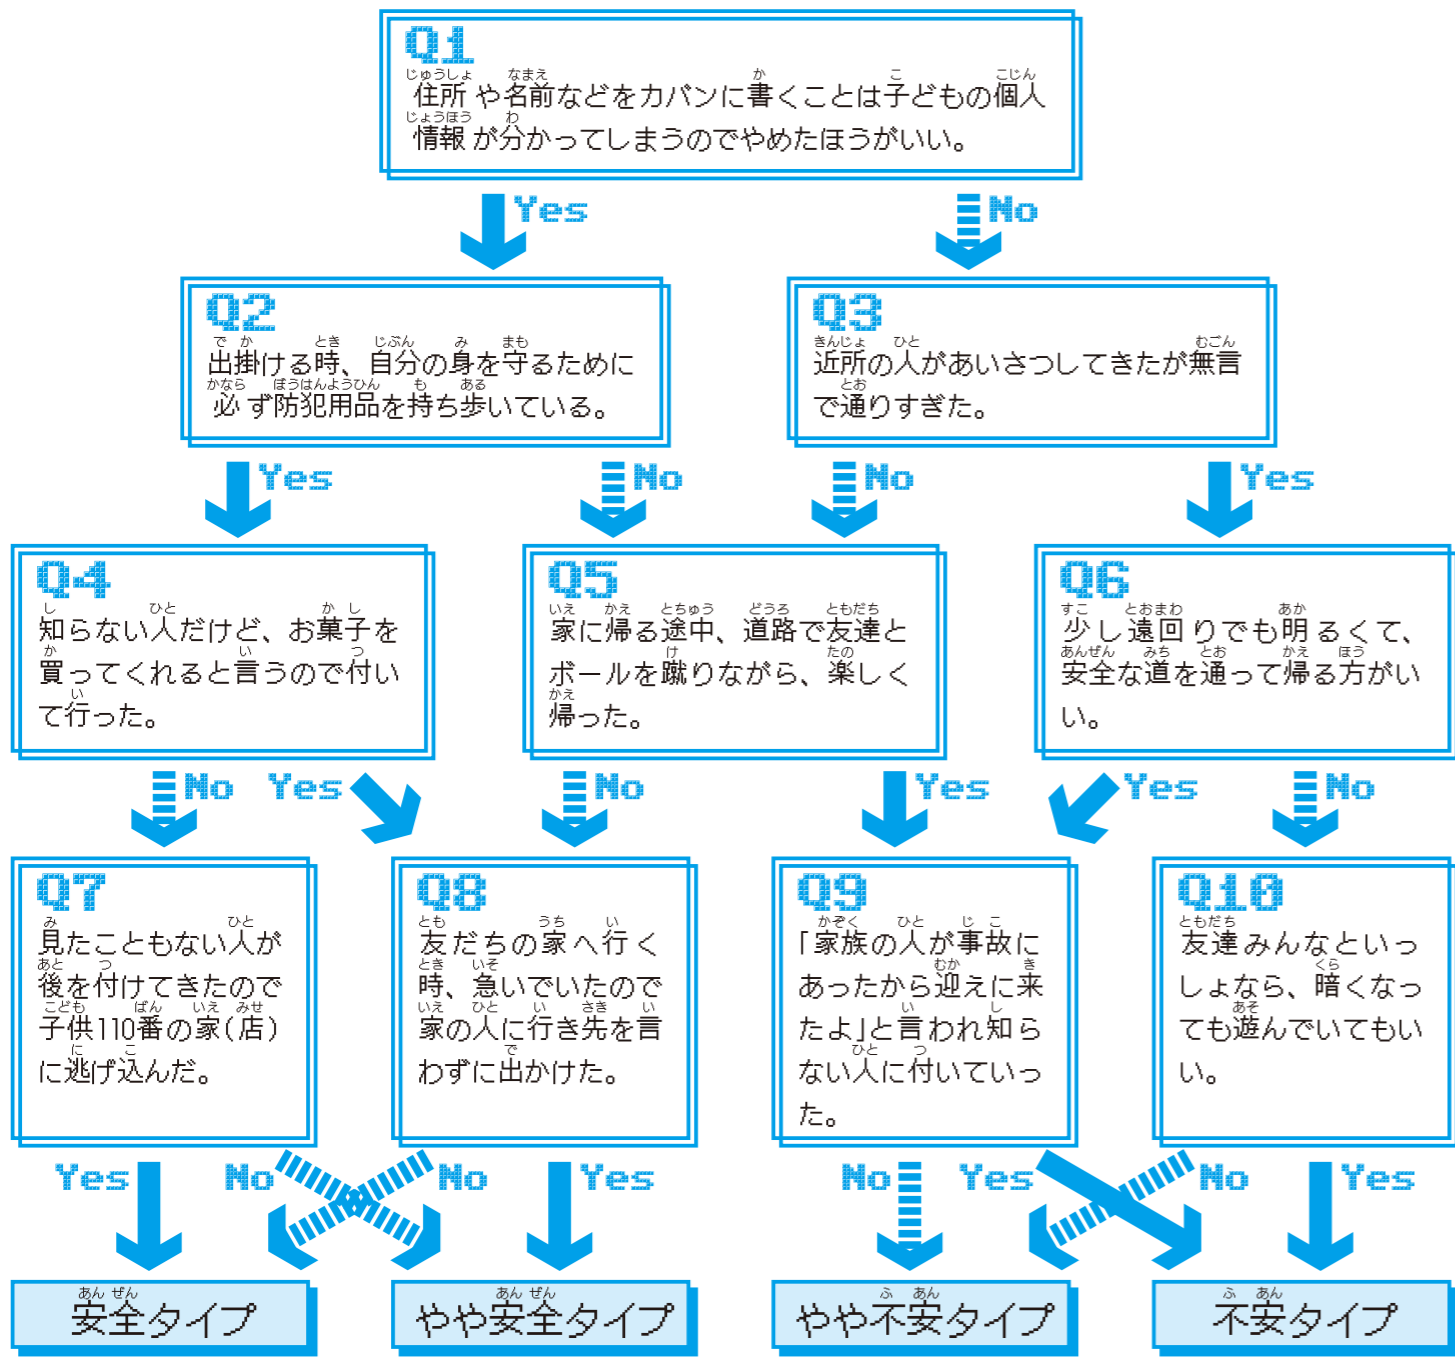 Q1
住所や名前などをカバンに書くことは子どもの個人
情報が分かってしまうのでやめたほうがいい。
Yes
No
Q2
出掛ける時、自分の身を守るために
必ず防犯用品を持ち歩いている。
Q3
近所の人があいさつしてきたが無言
で通りすぎた。
Yes
No
No
Yes
Q4
知らない人だけど、お菓子を
買ってくれると言うので付い
て行った。
Q5
家に帰る途中、道路で友達と
ボールを蹴りながら、楽しく
帰った。
Q6
少し遠回りでも明るくて、
安全な道を通って帰る方がい
い。
No
Yes
No
Yes
Yes
No
Q7
見たこともない人が
後を付けてきたので
子供110番の家(店)
に逃げ込んだ。
Q8
友だちの家へ行く
時、急いでいたので
家の人に行き先を言
わずに出かけた。
Q9
「家族の人が事故に
あったから迎えに来
たよ」と言われ知ら
ない人に付いていっ
た。
Q10
友達みんなといっ
しょなら、暗くなっ
ても遊んでいてもい
い。
Yes
No
No
Yes
No
Yes
No
Yes
安全タイプ
やや安全タイプ
やや不安タイプ
不安タイプ